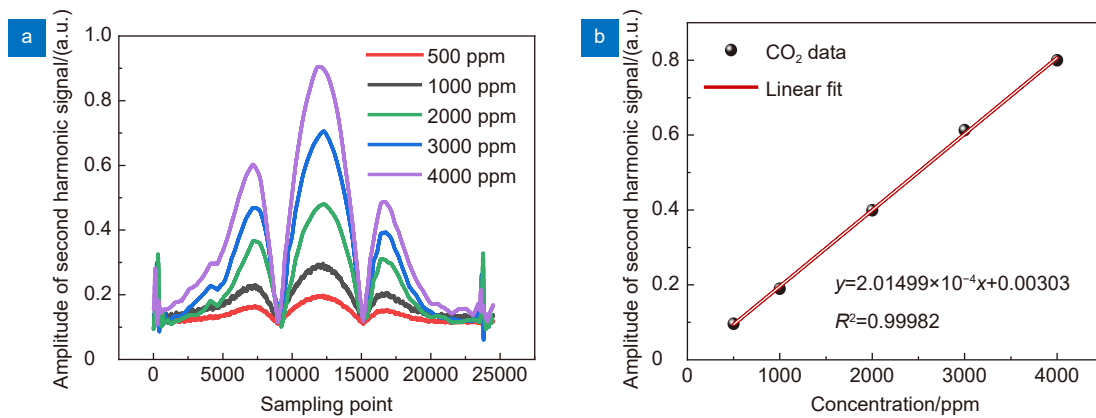 a
Amplitude of second harmonic signal/(a.u.)
1.0
0.8
0.6
0.4
0.2
0
500 ppm
1000 ppm
2000 ppm
3000 ppm
4000 ppm
0 5000 10000 15000 20000 25000
Sampling point
b
Amplitude of second harmonic signal/(a.u.)
0.8
0.6
0.4
0.2
0
CO₂ data
Linear fit
y=2.01499×10⁻⁴x+0.00303
R²=0.99982
0 1000 2000 3000 4000
Concentration/ppm